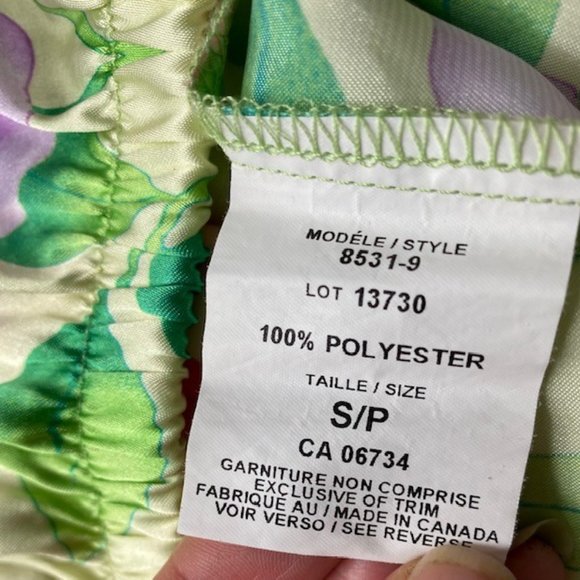 MODÉLE / STYLE
8531-9
LOT 13730
100% POLYESTER
TAILLE / SIZE
S/P
CA 06734
GARNITURE NON COMPRISE
EXCLUSIVE OF TRIM
FABRIQUE AU / MADE IN CANADA
VOIR VERSO / SEE REVERSE